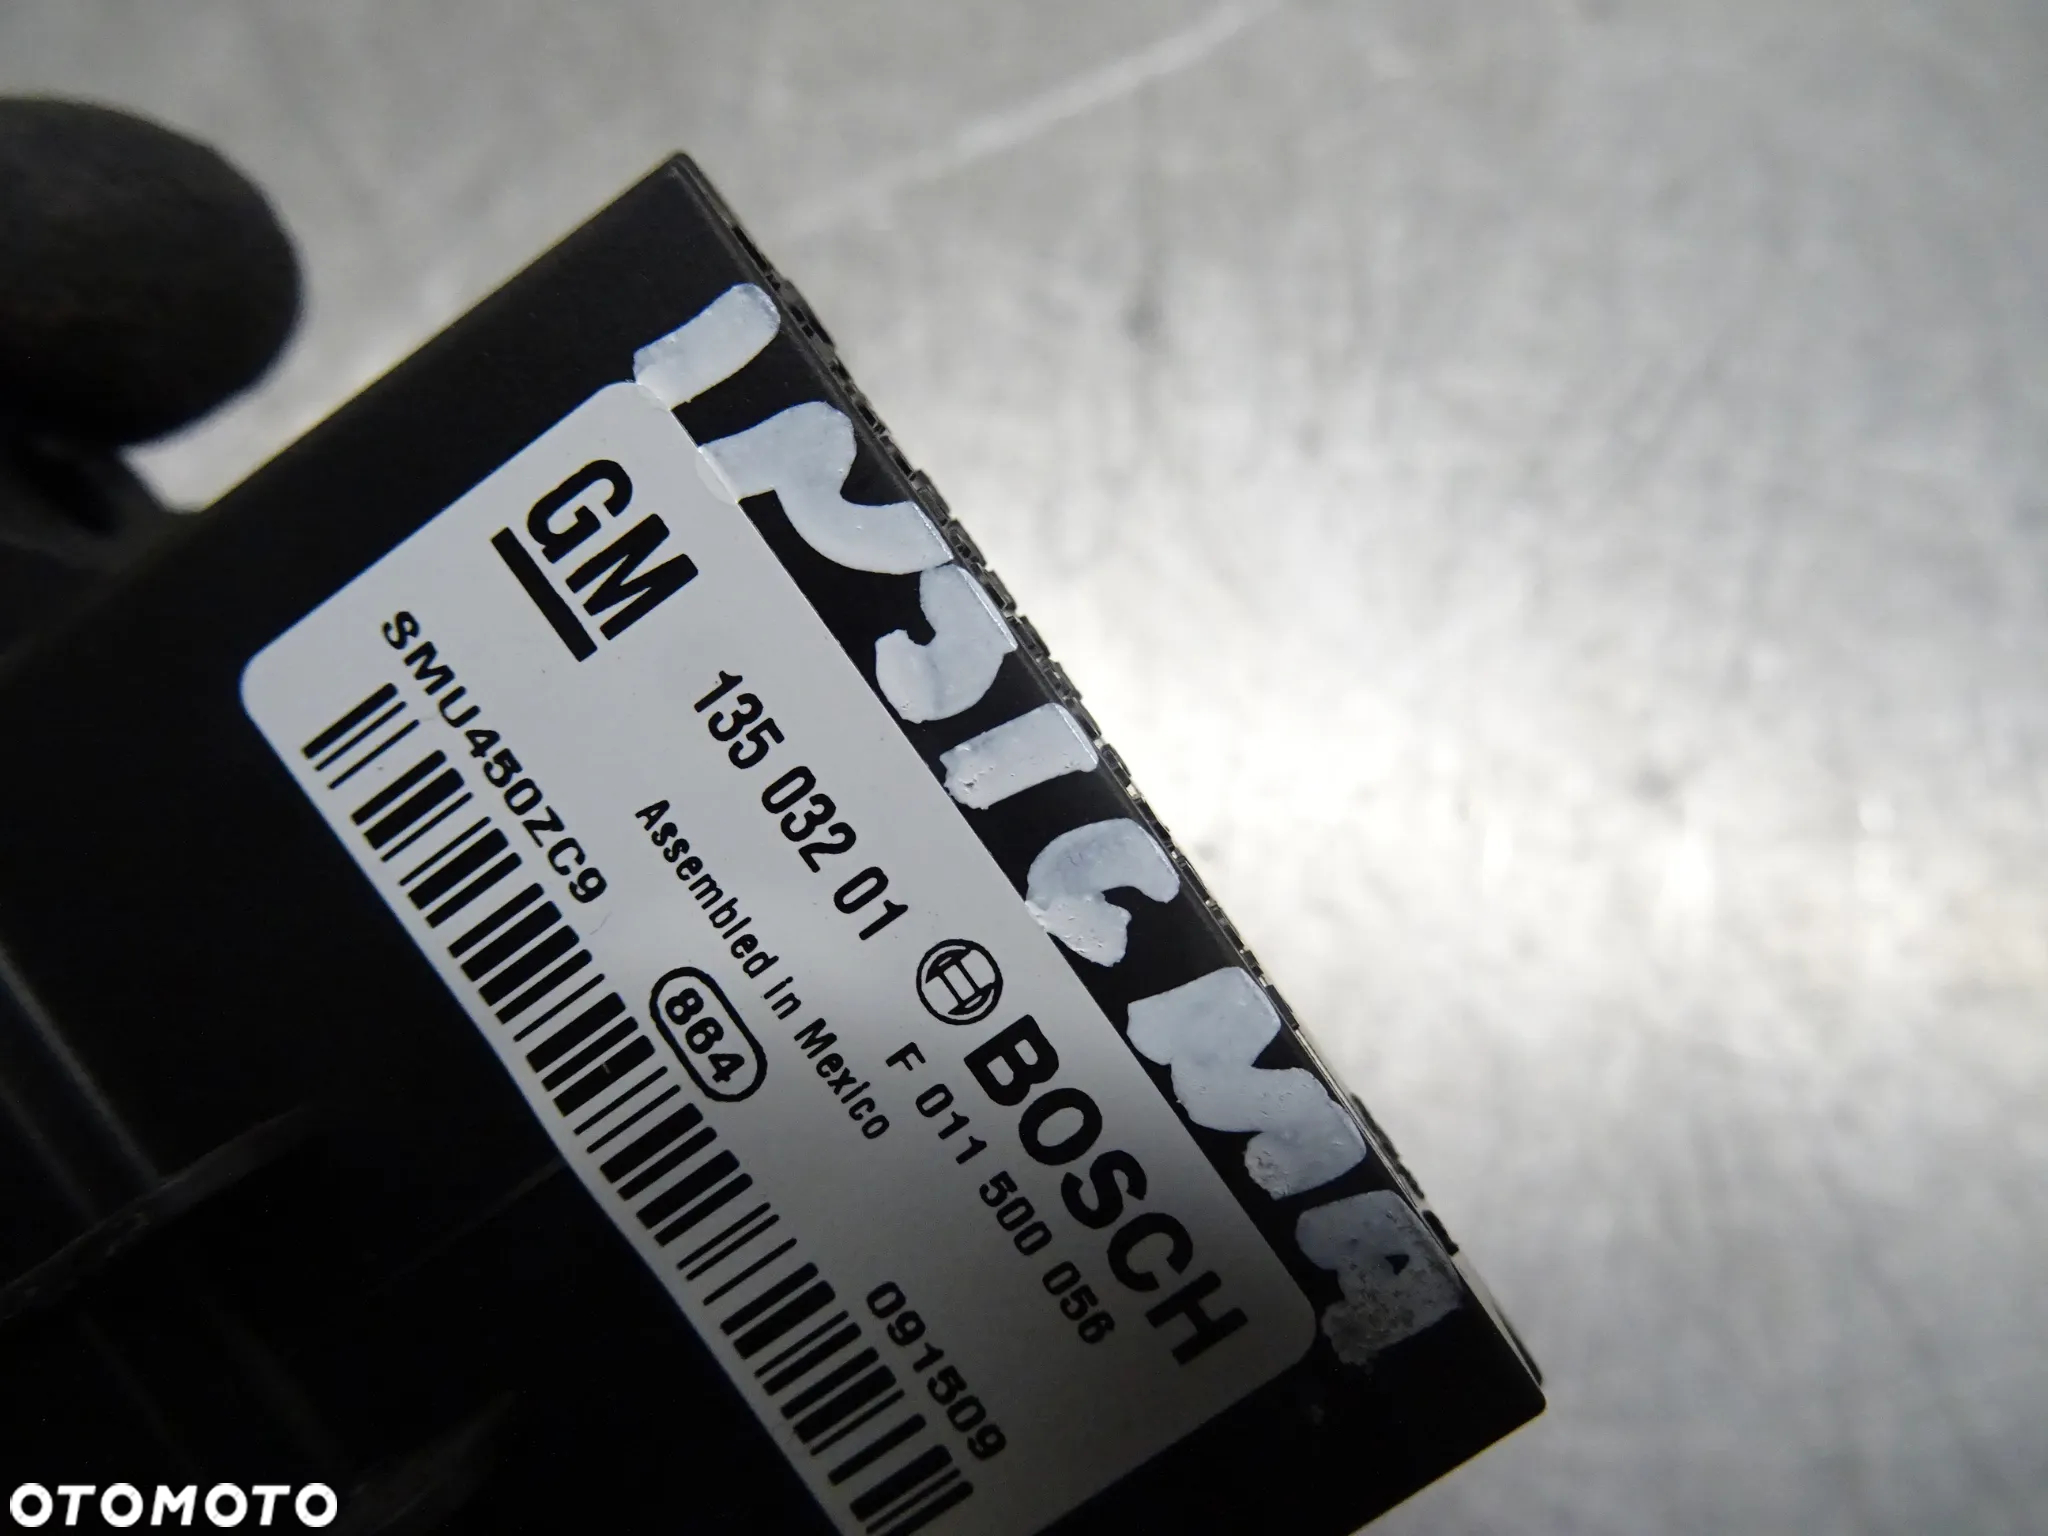 INSIGNIA
GM
135 032 01
BOSCH
Assembled in Mexico
F 011 500 056
SMU450ZC9
864
091509
OTOMOTO